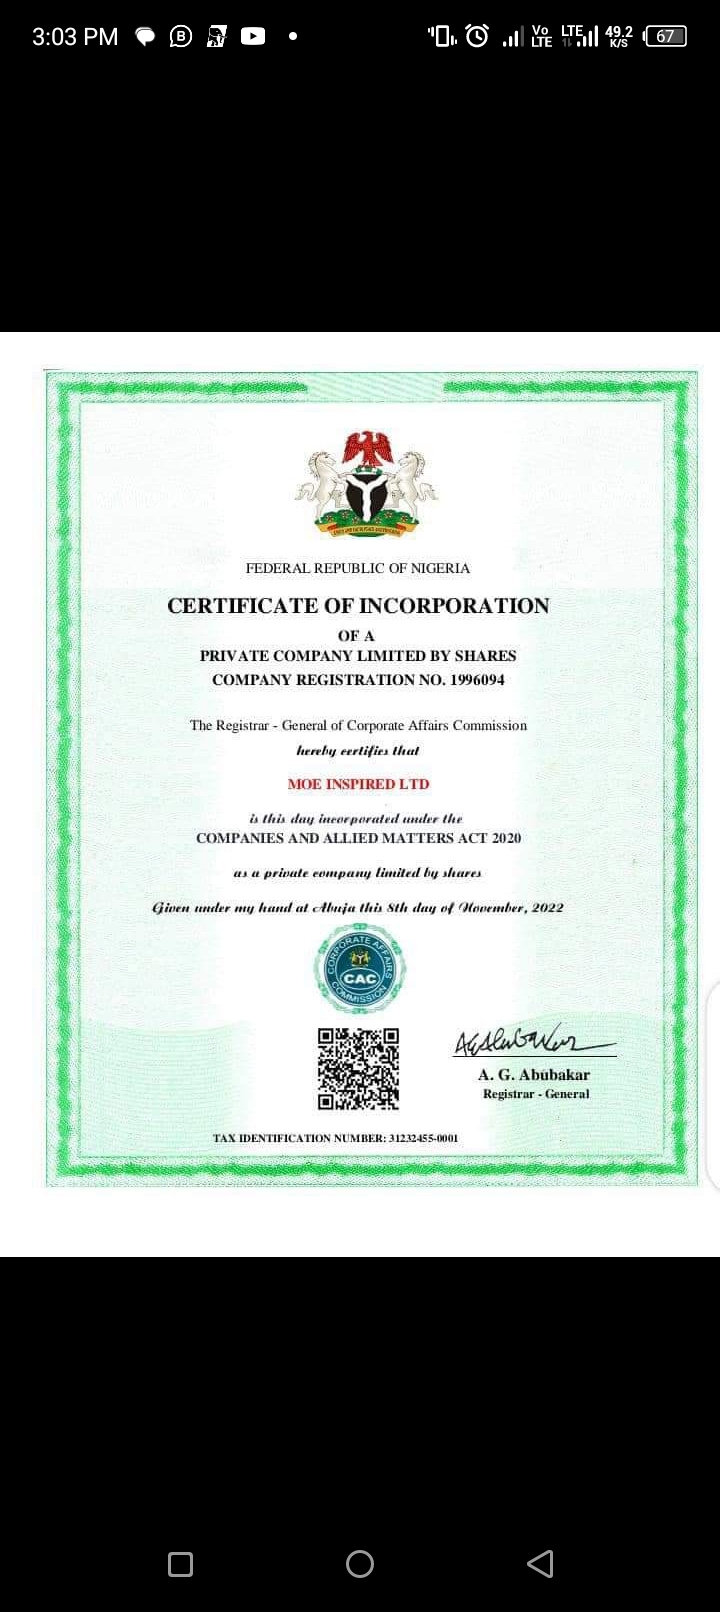 3:03 PM
Vo LTE LTE 49.2 K/S 67
FEDERAL REPUBLIC OF NIGERIA
CERTIFICATE OF INCORPORATION
OF A
PRIVATE COMPANY LIMITED BY SHARES
COMPANY REGISTRATION NO. 1996094
The Registrar - General of Corporate Affairs Commission
hereby certifies that
MOE INSPIRED LTD
is this day incorporated under the
COMPANIES AND ALLIED MATTERS ACT 2020
as a private company limited by shares
Given under my hand at Abuja this 8th day of November, 2022
CORPORATE AFFAIRS
CAC
COMMISSION
A. G. Abubakar
Registrar - General
TAX IDENTIFICATION NUMBER: 31232455-0001